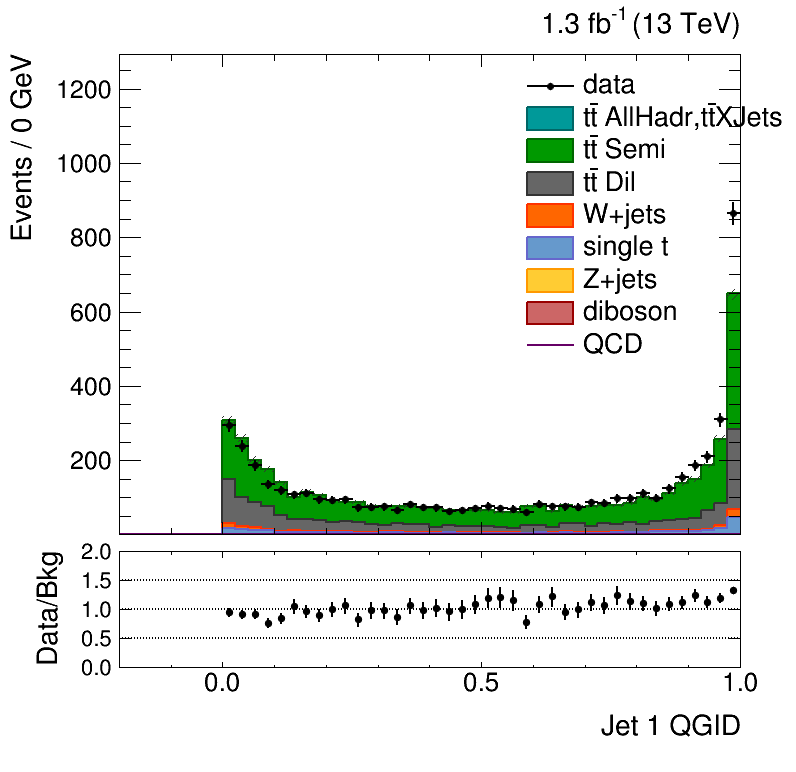 1.3 fb⁻¹ (13 TeV)
Events / 0 GeV
1200
1000
800
600
400
200
data
tt̄ AllHadr,tt̄XJets
tt̄ Semi
tt̄ Dil
W+jets
single t
Z+jets
diboson
QCD
Data/Bkg
2.0
1.5
1.0
0.5
0.0
0.0 0.5 1.0
Jet 1 QGID